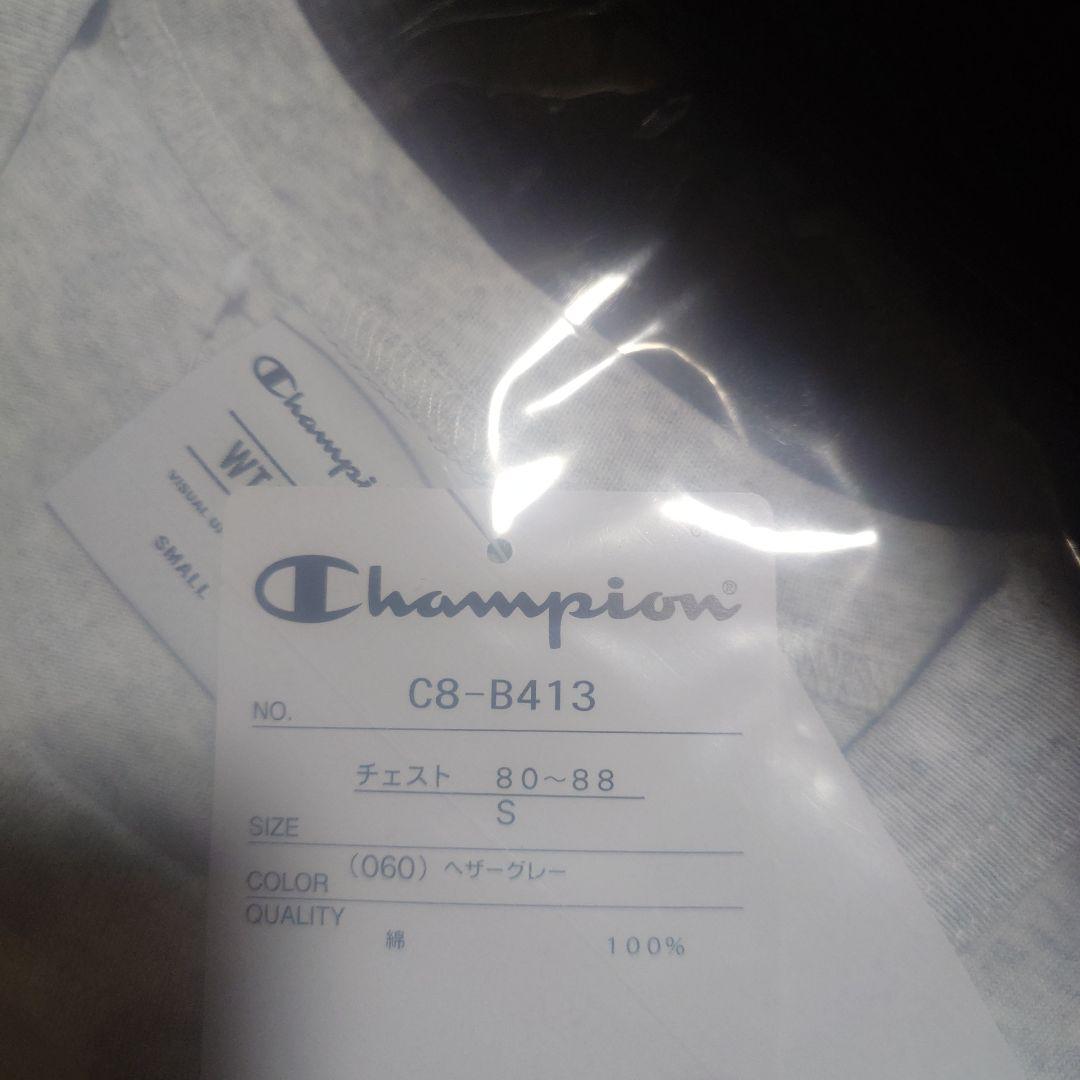 Champi
WT
VISUAL
SMALL
Champion®
NO. C8-B413
チェスト 80～88
SIZE S
COLOR (060) ヘザーグレー
QUALITY
綿 100%